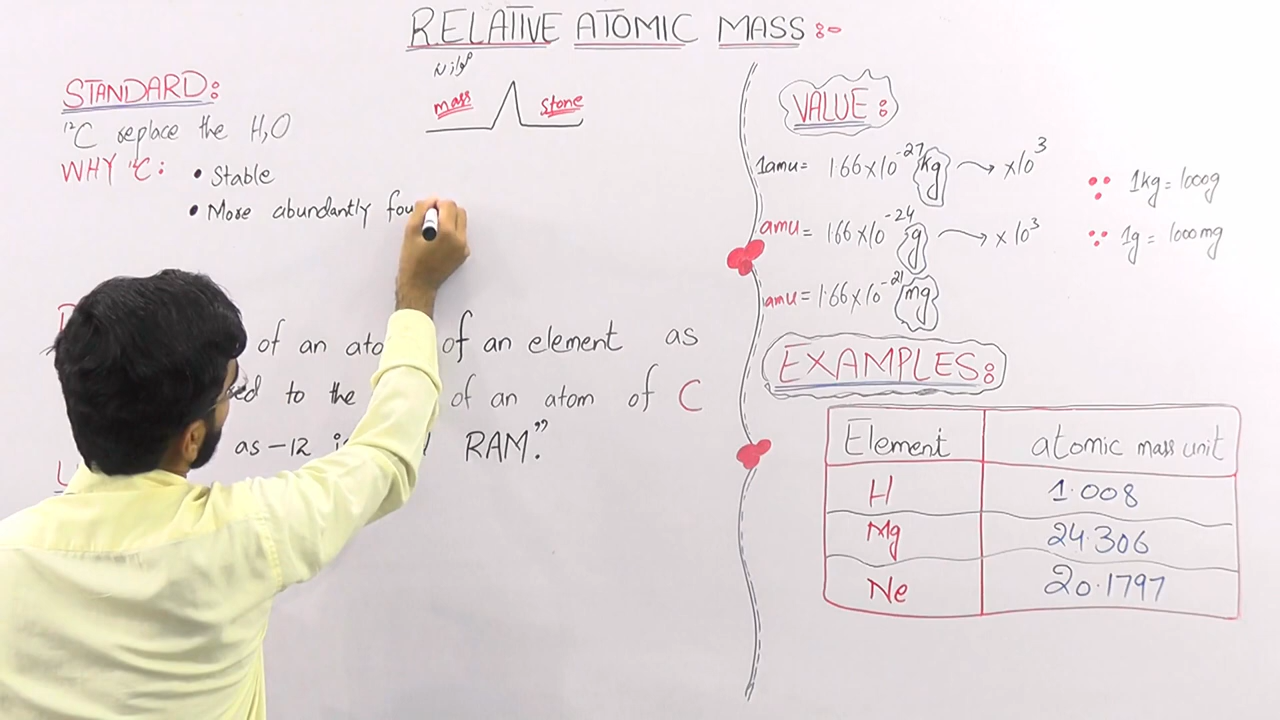 RELATIVE ATOMIC MASS :-
STANDARD:
¹²C replace the H₂O
WHY ¹²C:
• Stable
• More abundantly fou
mass
stone
of an ato of an element as
ed to the of an atom of C
as-12 RAM."
VALUE:
1amu = 1.66×10⁻²⁷ kg → ×10³
amu = 1.66×10⁻²⁴ g → ×10³
amu = 1.66×10⁻²¹ mg
∵ 1kg = 1000g
∵ 1g = 1000mg
EXAMPLES:
Element atomic mass unit
H 1.008
Mg 24.306
Ne 20.1797